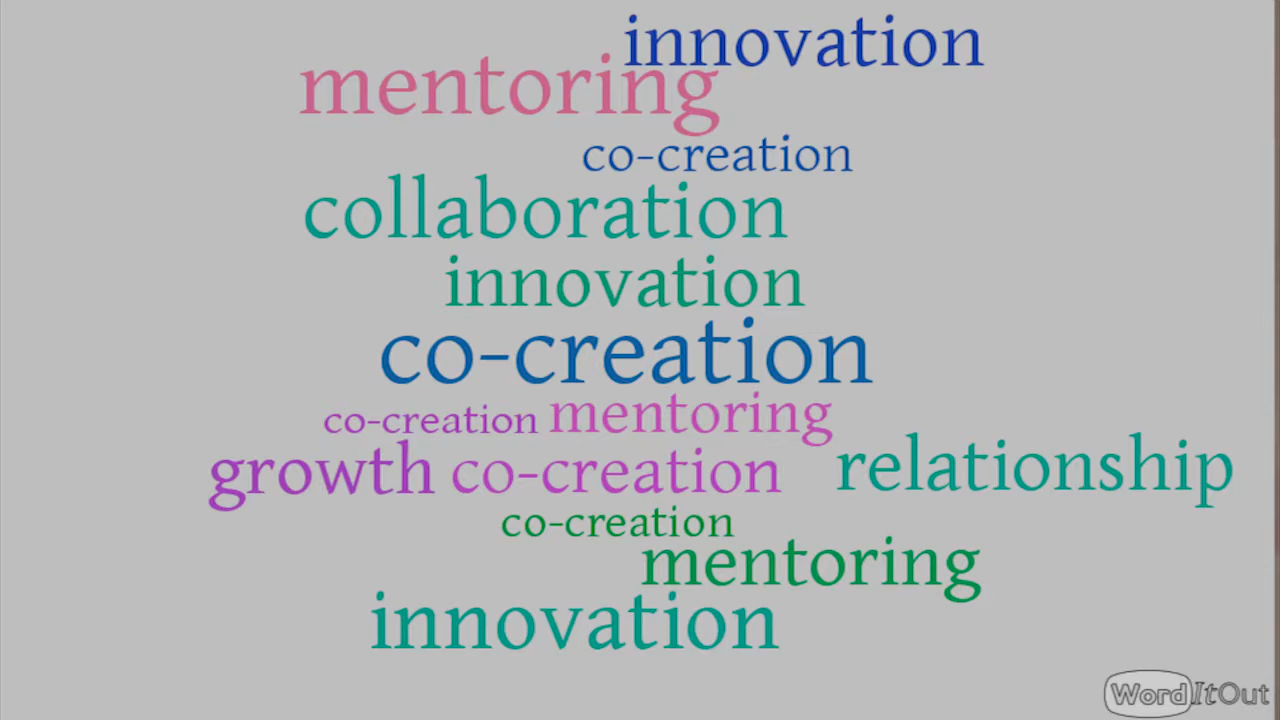 innovation
mentoring
co-creation
collaboration
innovation
co-creation
co-creation mentoring
growth co-creation relationship
co-creation
mentoring
innovation
WordItOut